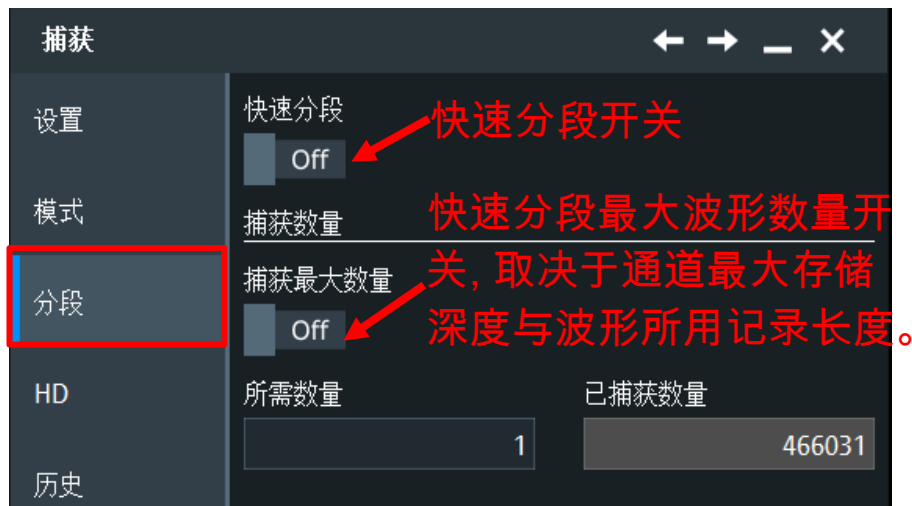 捕获
设置
模式
分段
HD
历史
快速分段
Off
快速分段开关
捕获数量
捕获最大数量
Off
快速分段最大波形数量开
关,取决于通道最大存储
深度与波形所用记录长度。
所需数量
1
已捕获数量
466031